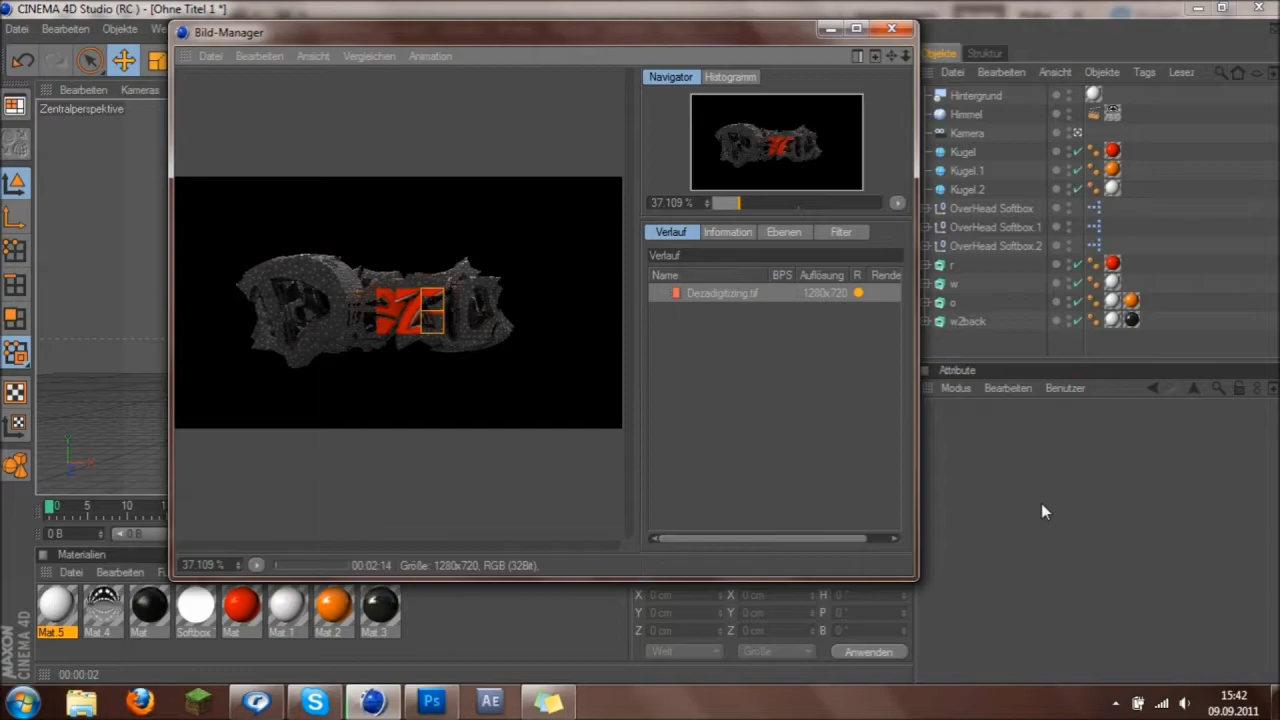 CINEMA 4D Studio (RC ) - [Ohne Titel 1 *]
Datei Bearbeiten Objekte We
Bild-Manager
Datei Bearbeiten Ansicht Vergleichen Animation
Bearbeiten Kameras
Zentralperspektive
Navigator Histogramm
37.109 %
Verlauf Information Ebenen Filter
Verlauf
Name BPS Auflösung R Rende
Dezadigitizing.tif 1280x720
37.109 % 00:02:14 Größe: 1280x720, RGB (32Bit),
Objekte Struktur
Datei Bearbeiten Ansicht Objekte Tags Lesez
Hintergrund
Himmel
Kamera
Kugel
Kugel.1
Kugel.2
OverHead Softbox
OverHead Softbox.1
OverHead Softbox.2
r
w
o
w2back
Attribute
Modus Bearbeiten Benutzer
Y
X
Z
0 5 10 1
0 B 0 B
Materialien
Datei Bearbeiten Fu
Mat.5 Mat.4 Mat Softbox Mat Mat.1 Mat.2 Mat.3
X 0 cm X 0 cm H 0 °
Y 0 cm Y 0 cm P 0 °
Z 0 cm Z 0 cm B 0 °
Welt Größe Anwenden
MAXON
CINEMA 4D
00:00:02
Ps
AE
15:42
09.09.2011